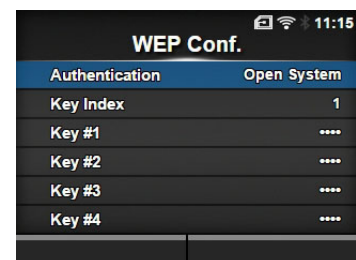 11:15
WEP Conf.
Authentication Open System
Key Index 1
Key #1 ••••
Key #2 ••••
Key #3 ••••
Key #4 ••••